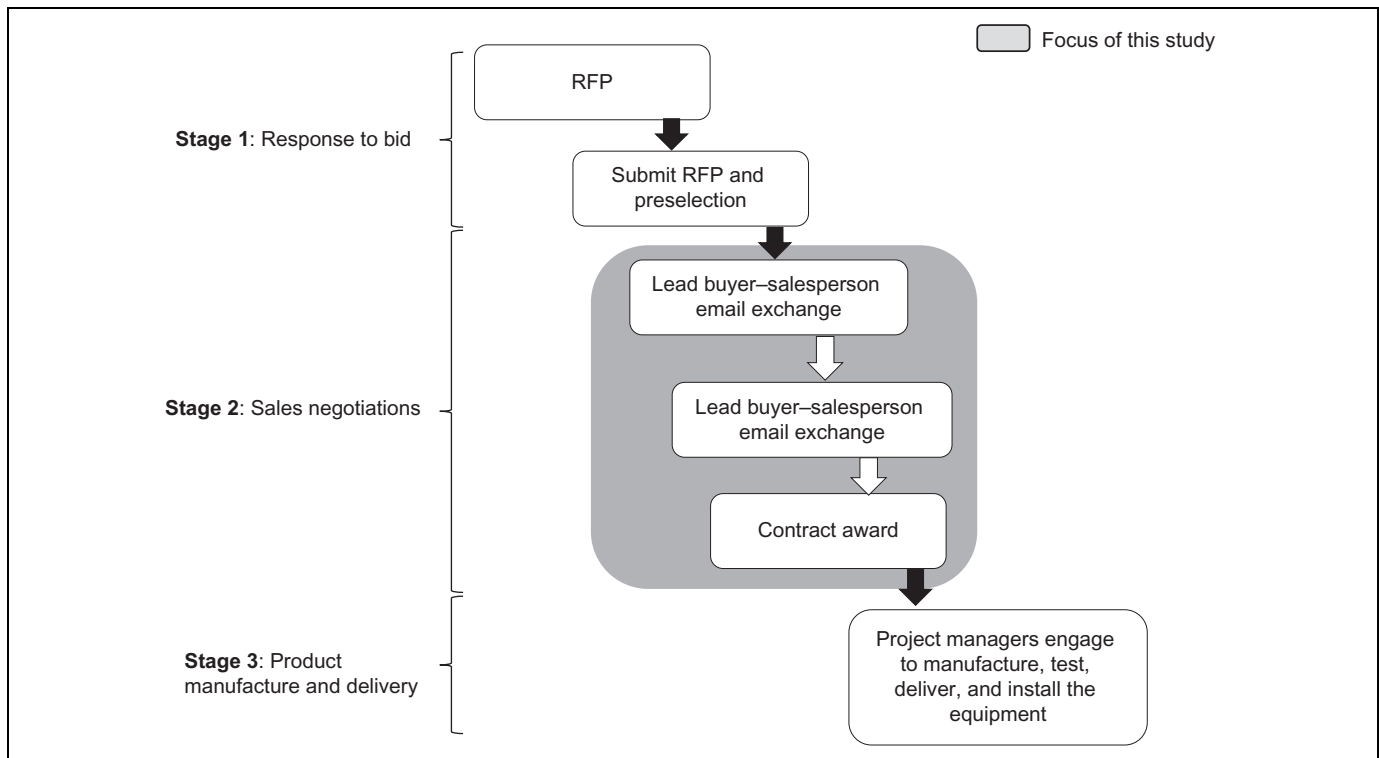 Focus of this study
RFP
Stage 1: Response to bid
Submit RFP and
preselection
Lead buyer–salesperson
email exchange
Stage 2: Sales negotiations
Lead buyer–salesperson
email exchange
Contract award
Stage 3: Product
manufacture and delivery
Project managers engage
to manufacture, test,
deliver, and install the
equipment